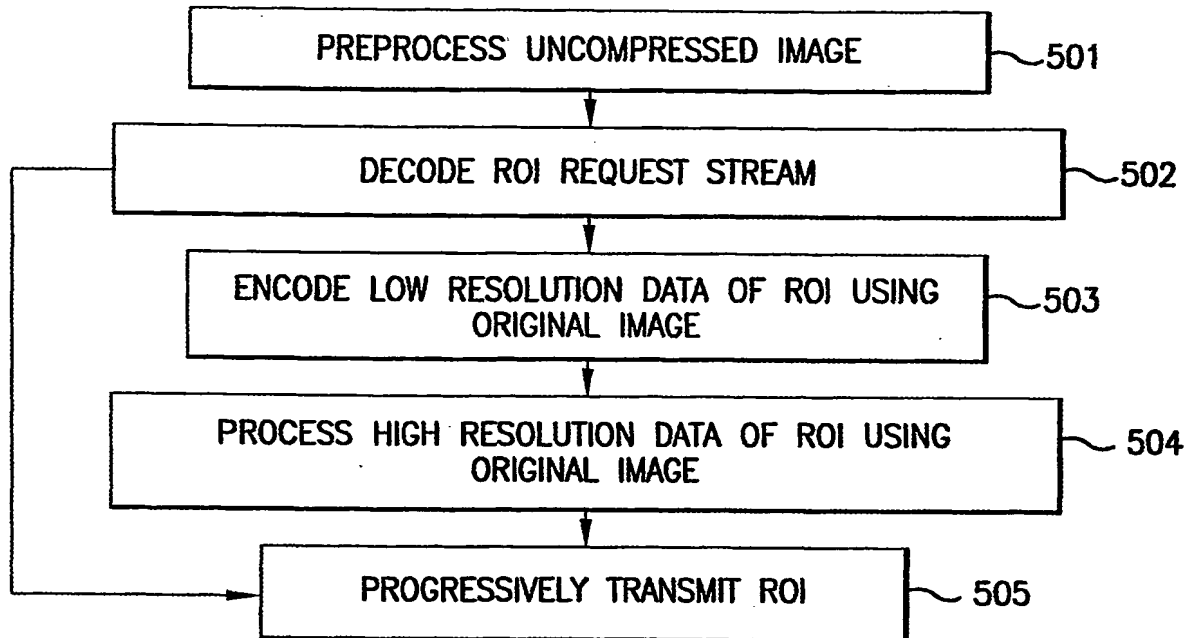 PREPROCESS UNCOMPRESSED IMAGE
501
DECODE ROI REQUEST STREAM
502
ENCODE LOW RESOLUTION DATA OF ROI USING
ORIGINAL IMAGE
503
PROCESS HIGH RESOLUTION DATA OF ROI USING
ORIGINAL IMAGE
504
PROGRESSIVELY TRANSMIT ROI
505